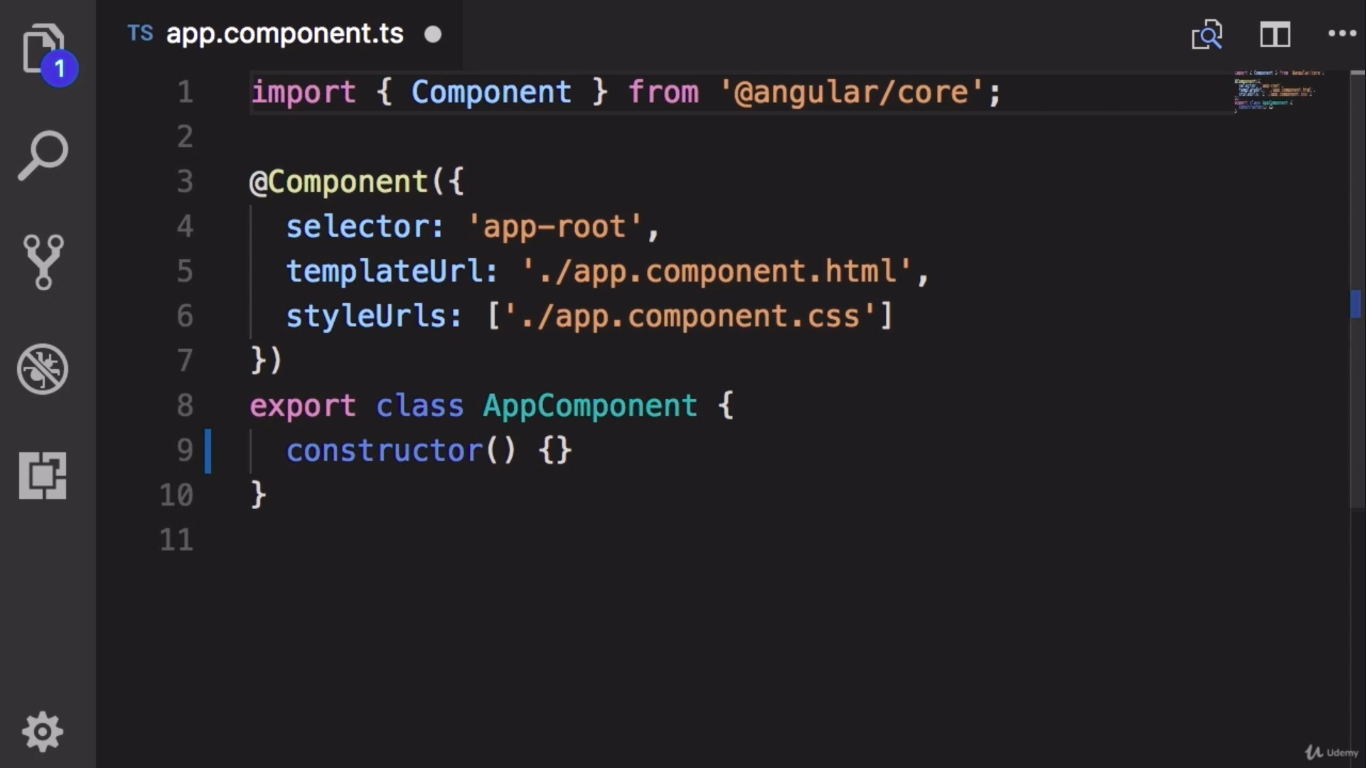 TS app.component.ts
1
1 import { Component } from '@angular/core';
2
3 @Component({
4 selector: 'app-root',
5 templateUrl: './app.component.html',
6 styleUrls: ['./app.component.css']
7 })
8 export class AppComponent {
9 constructor() {}
10 }
11
Udemy